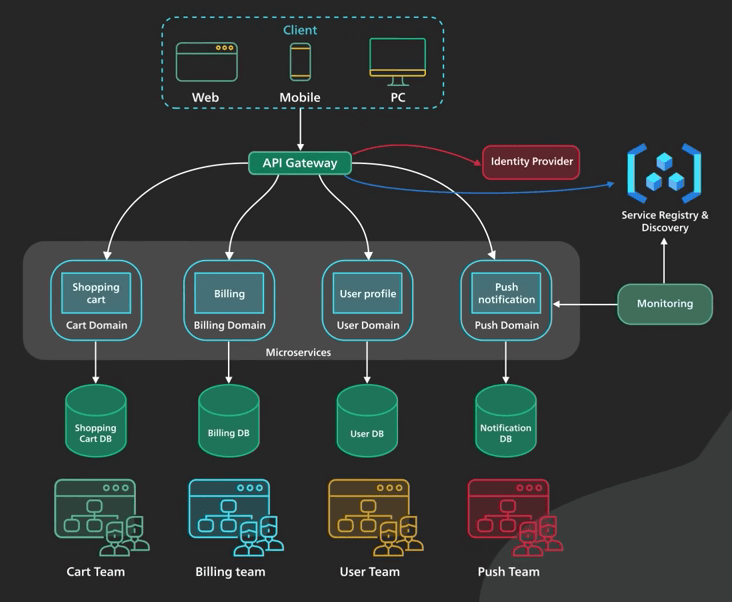 Client
Web
Mobile
PC
API Gateway
Identity Provider
Service Registry &
Discovery
Shopping
cart
Cart Domain
Billing
Billing Domain
User profile
User Domain
Push
notification
Push Domain
Monitoring
Microservices
Shopping
Cart DB
Billing DB
User DB
Notification
DB
Cart Team
Billing team
User Team
Push Team